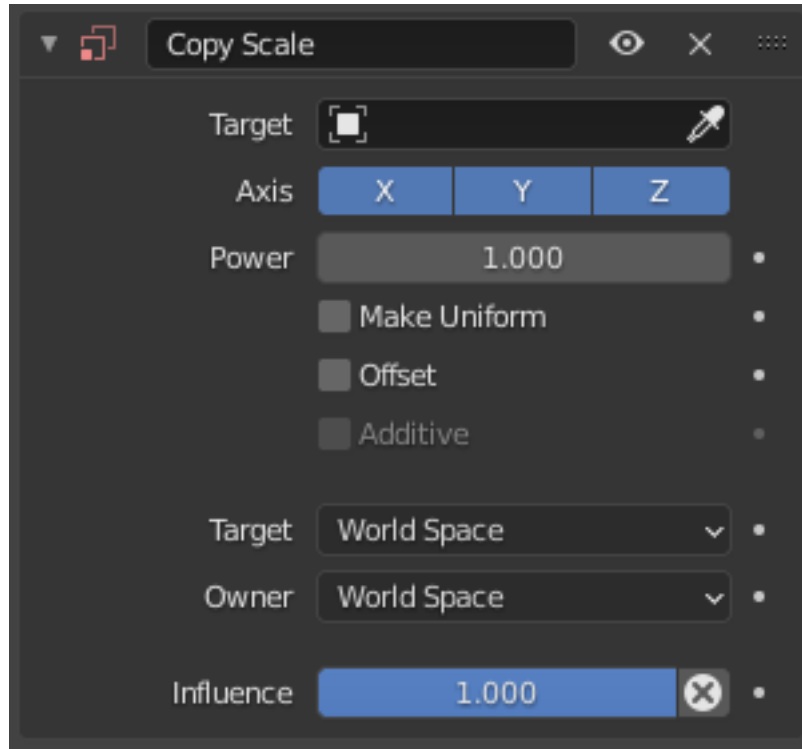 Copy Scale
Target
Axis X Y Z
Power 1.000
Make Uniform
Offset
Additive
Target World Space
Owner World Space
Influence 1.000